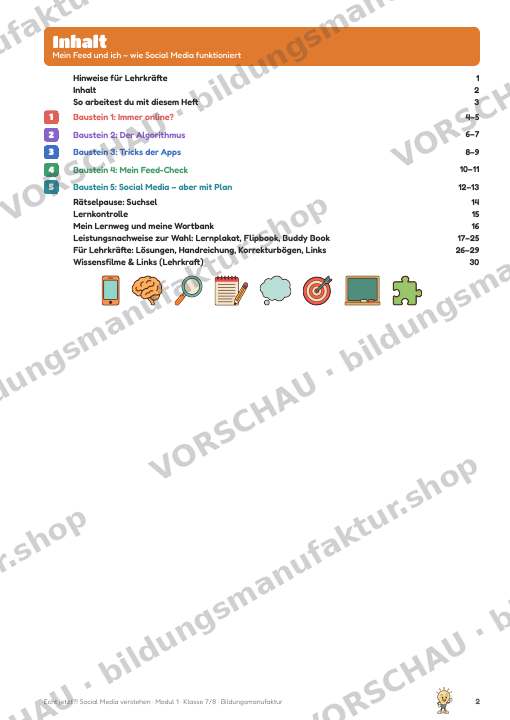 Inhalt
Mein Feed und ich – wie Social Media funktioniert
Hinweise für Lehrkräfte 1
Inhalt 2
So arbeitest du mit diesem Heft 3
1 Baustein 1: Immer online? 4–5
2 Baustein 2: Der Algorithmus 6–7
3 Baustein 3: Tricks der Apps 8–9
4 Baustein 4: Mein Feed-Check 10–11
5 Baustein 5: Social Media – aber mit Plan 12–13
Rätselpause: Suchsel 14
Lernkontrolle 15
Mein Lernweg und meine Wortbank 16
Leistungsnachweise zur Wahl: Lernplakat, Flipbook, Buddy Book 17–25
Für Lehrkräfte: Lösungen, Handreichung, Korrekturbögen, Links 26–29
Wissensfilme & Links (Lehrkraft) 30
VORSCHAU · bildungsmanufaktur.shop
Echt jetzt?! Social Media verstehen · Modul 1 · Klasse 7/8 · Bildungsmanufaktur 2